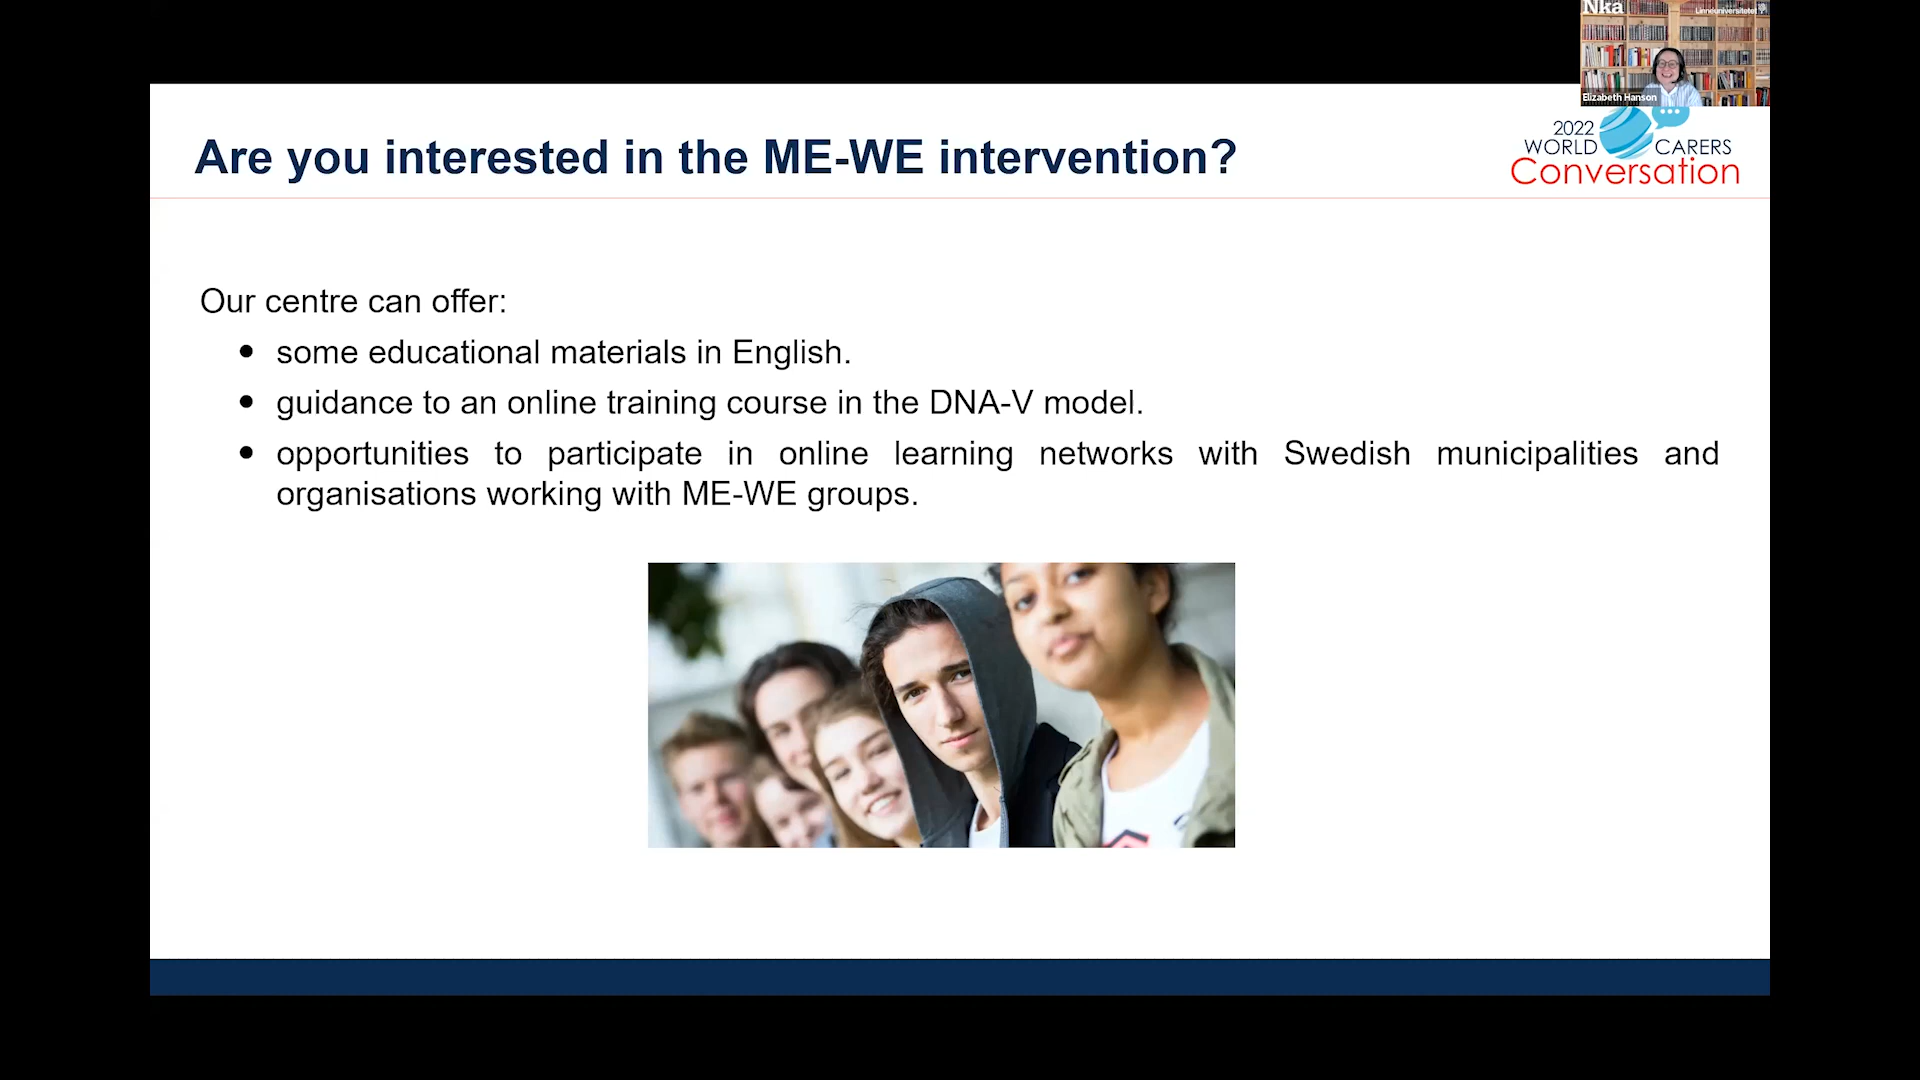 Nka
Linnéuniversitetet
Elizabeth Hanson
Are you interested in the ME-WE intervention?
2022
WORLD CARERS
Conversation
Our centre can offer:
• some educational materials in English.
• guidance to an online training course in the DNA-V model.
• opportunities to participate in online learning networks with Swedish municipalities and
organisations working with ME-WE groups.